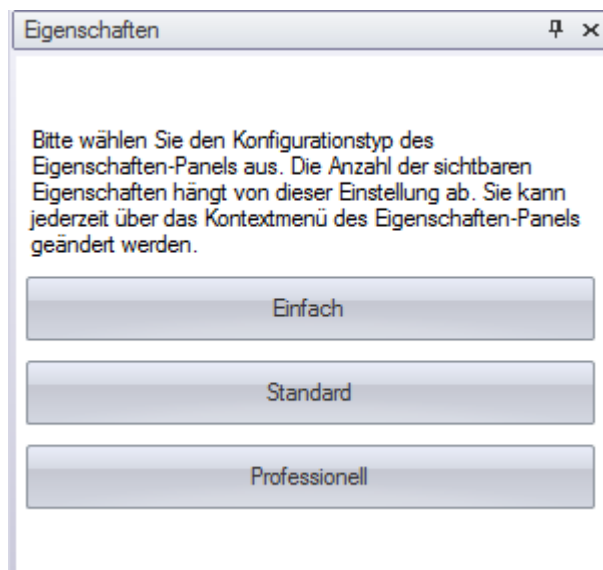 Eigenschaften
Bitte wählen Sie den Konfigurationstyp des
Eigenschaften-Panels aus. Die Anzahl der sichtbaren
Eigenschaften hängt von dieser Einstellung ab. Sie kann
jederzeit über das Kontextmenü des Eigenschaften-Panels
geändert werden.
Einfach
Standard
Professionell